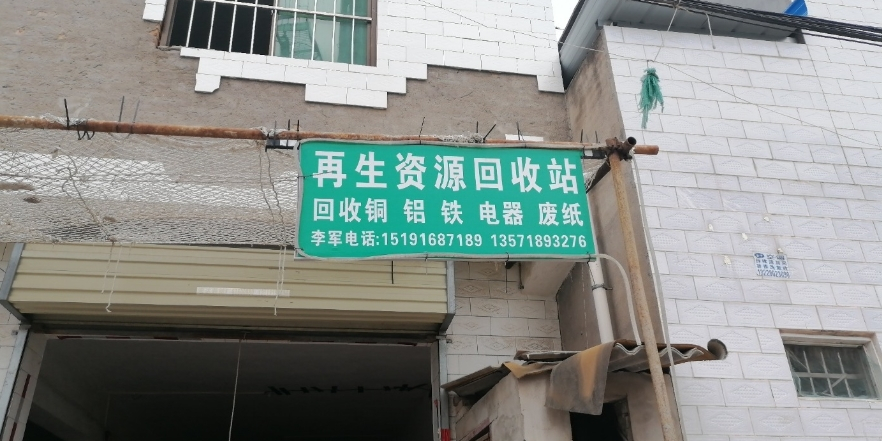 再生资源回收站
回收铜 铝 铁 电器 废纸
李军电话:15191687189 13571893276